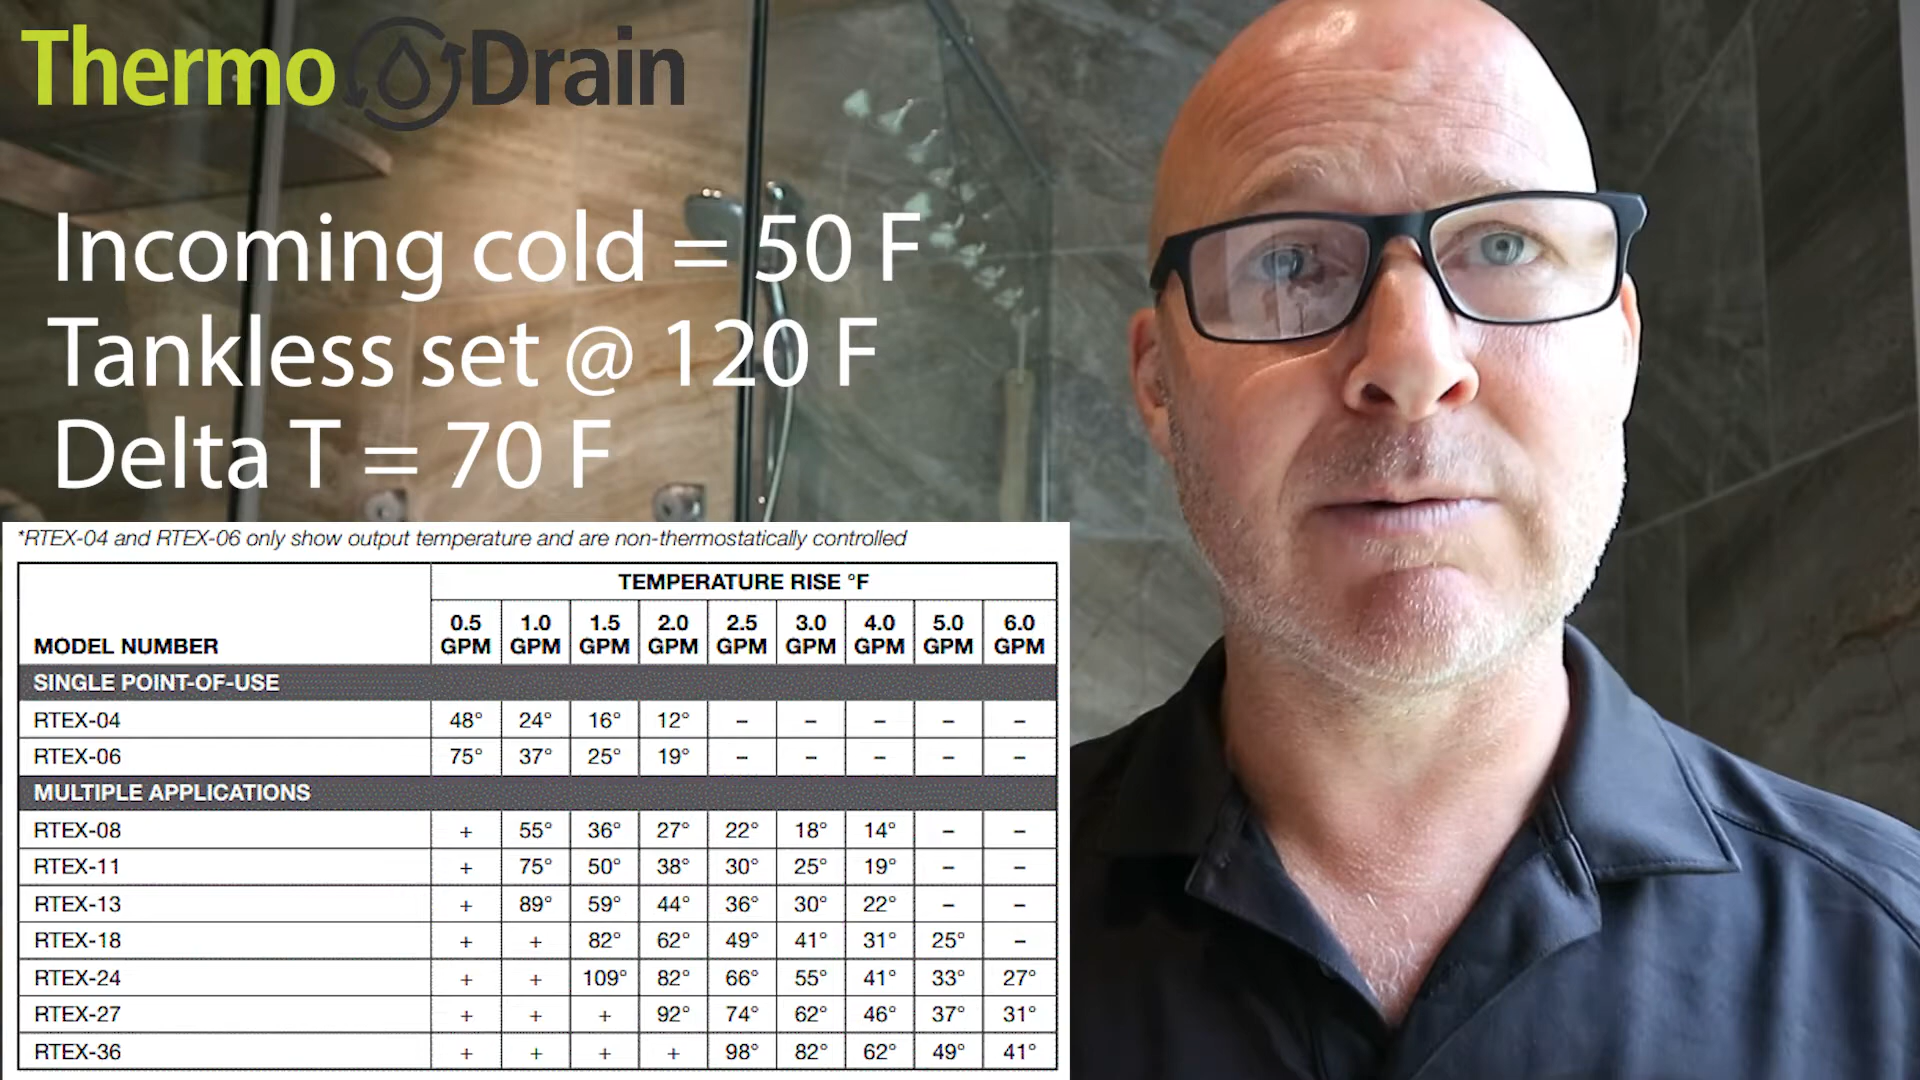 Thermo Drain
Incoming cold = 50 F
Tankless set @ 120 F
Delta T = 70 F
*RTEX-04 and RTEX-06 only show output temperature and are non-thermostatically controlled
TEMPERATURE RISE °F
MODEL NUMBER 0.5 GPM 1.0 GPM 1.5 GPM 2.0 GPM 2.5 GPM 3.0 GPM 4.0 GPM 5.0 GPM 6.0 GPM
SINGLE POINT-OF-USE
RTEX-04 48° 24° 16° 12° – – – – –
RTEX-06 75° 37° 25° 19° – – – – –
MULTIPLE APPLICATIONS
RTEX-08 + 55° 36° 27° 22° 18° 14° – –
RTEX-11 + 75° 50° 38° 30° 25° 19° – –
RTEX-13 + 89° 59° 44° 36° 30° 22° – –
RTEX-18 + + 82° 62° 49° 41° 31° 25° –
RTEX-24 + + 109° 82° 66° 55° 41° 33° 27°
RTEX-27 + + + 92° 74° 62° 46° 37° 31°
RTEX-36 + + + + 98° 82° 62° 49° 41°